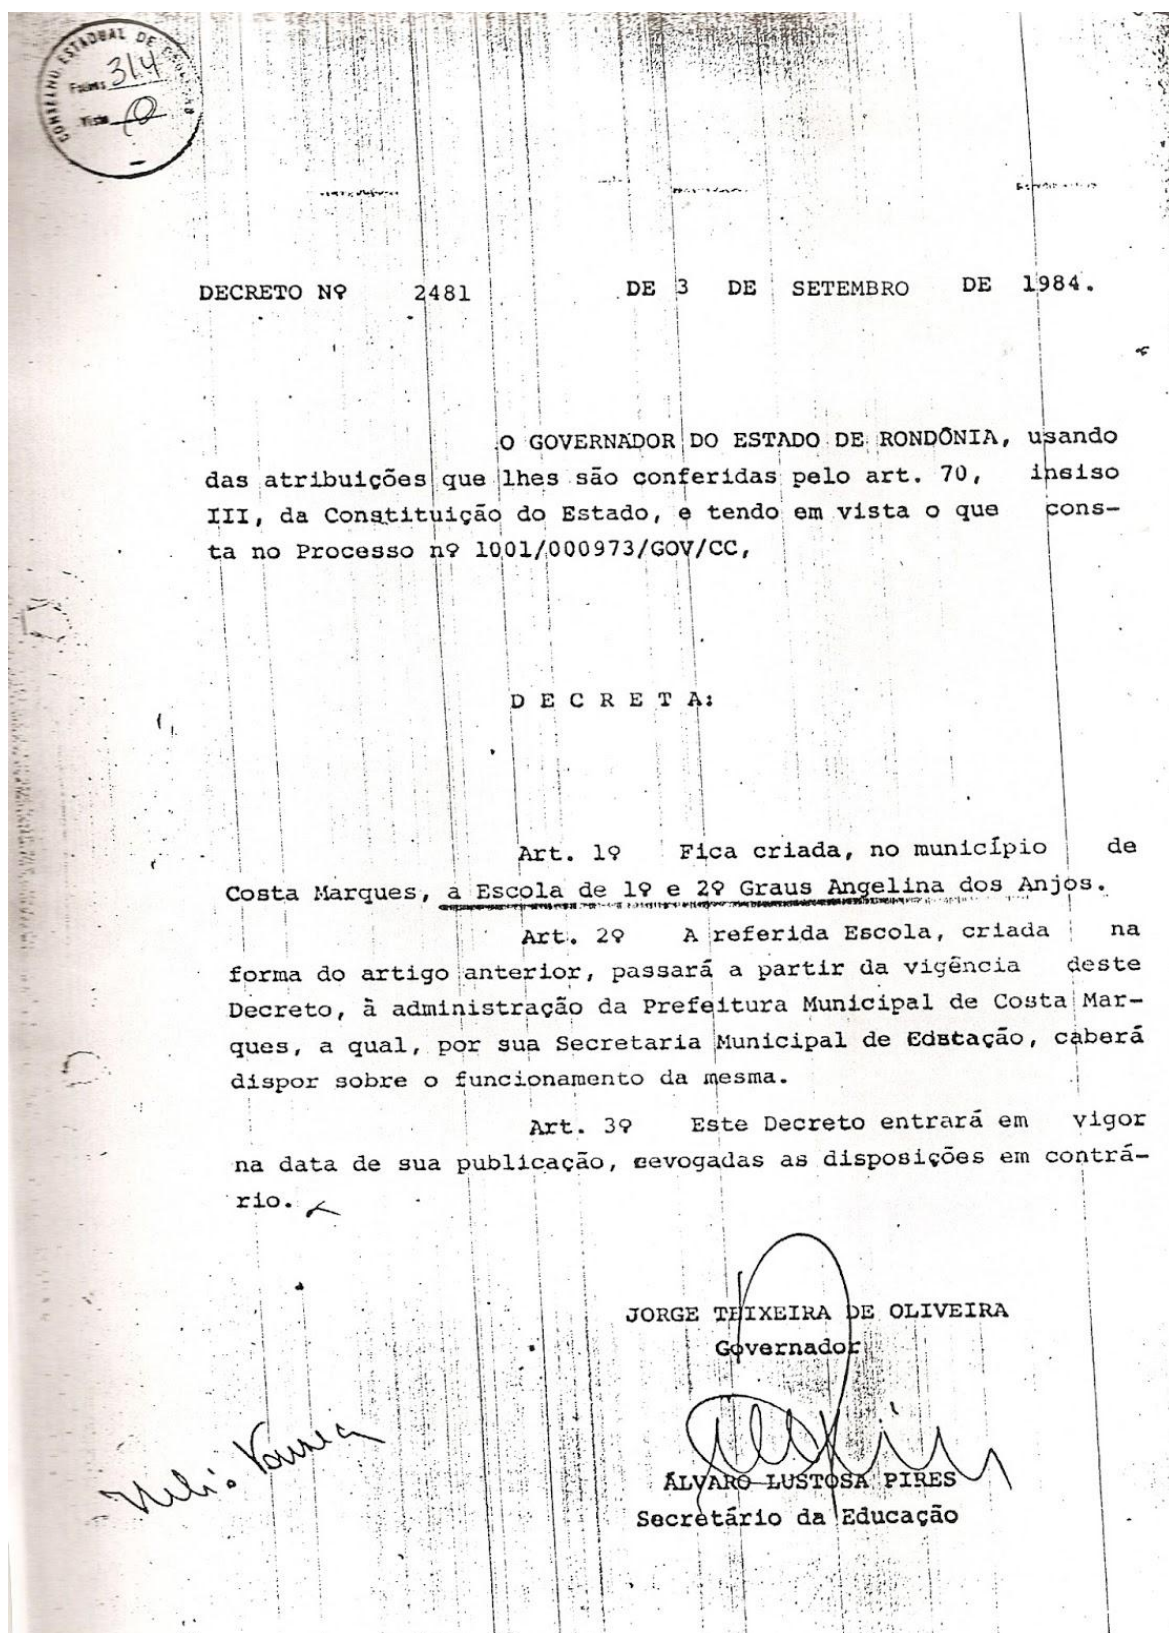 CONSELHO ESTADUAL DE
Folhas 314
Visto
DECRETO Nº 2481 DE 3 DE SETEMBRO DE 1984.
O GOVERNADOR DO ESTADO DE RONDÔNIA, usando
das atribuições que lhes são conferidas pelo art. 70, insiso
III, da Constituição do Estado, e tendo em vista o que cons-
ta no Processo nº 1001/000973/GOV/CC,
D E C R E T A:
Art. 1º Fica criada, no município de
Costa Marques, a Escola de 1º e 2º Graus Angelina dos Anjos.
Art. 2º A referida Escola, criada na
forma do artigo anterior, passará a partir da vigência deste
Decreto, à administração da Prefeitura Municipal de Costa Mar-
ques, a qual, por sua Secretaria Municipal de Edstação, caberá
dispor sobre o funcionamento da mesma.
Art. 3º Este Decreto entrará em vigor
na data de sua publicação, sevogadas as disposições em contrá-
rio.
JORGE TEIXEIRA DE OLIVEIRA
Governador
ÁLVARO LUSTOSA PIRES
Secretário da Educação